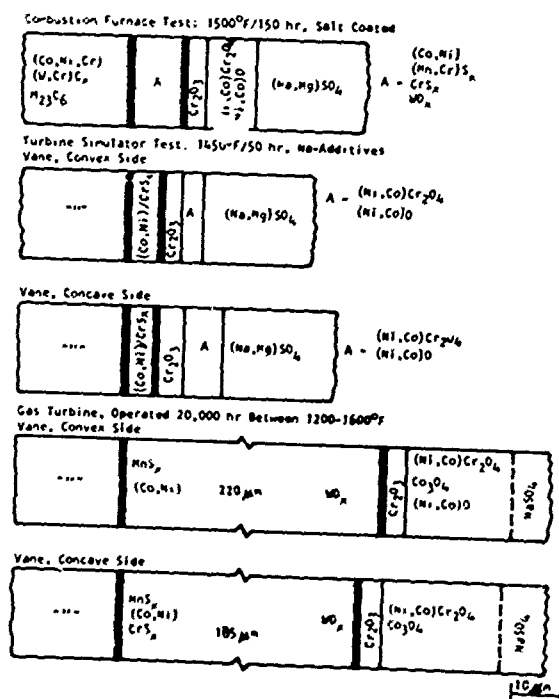 Combustion Furnace Test: 1500°F/150 hr, Salt Coated
(Co,Ni,Cr)
(W,Cr)Cx
M23C6
A
Cr2O3
(Ni,Co)Cr2O4
(Ni,Co)O
(Na,Mg)SO4
A - (Co,Ni)
(Mn,Cr)Sx
CrSx
WOx
Turbine Simulator Test: 1450°F/50 hr, Na-Additives
Vane, Convex Side
(Co,Ni)/CrSx
Cr2O3
A
(Na,Mg)SO4
A - (Ni,Co)Cr2O4
(Ni,Co)O
Vane, Concave Side
(Co,Ni)/CrSx
Cr2O3
A
(Na,Mg)SO4
A - (Ni,Co)Cr2O4
(Ni,Co)O
Gas Turbine, Operated 20,000 hr Between 1200-1600°F
Vane, Convex Side
MnSx
(Co,Ni)
220 µm
WOx
Cr2O3
(Ni,Co)Cr2O4
Co3O4
(Ni,Co)O
NaSO4
Vane, Concave Side
MnSx
(Co,Ni)
CrSx
185 µm
WOx
Cr2O3
(Ni,Co)Cr2O4
Co3O4
NaSO4
10 µm